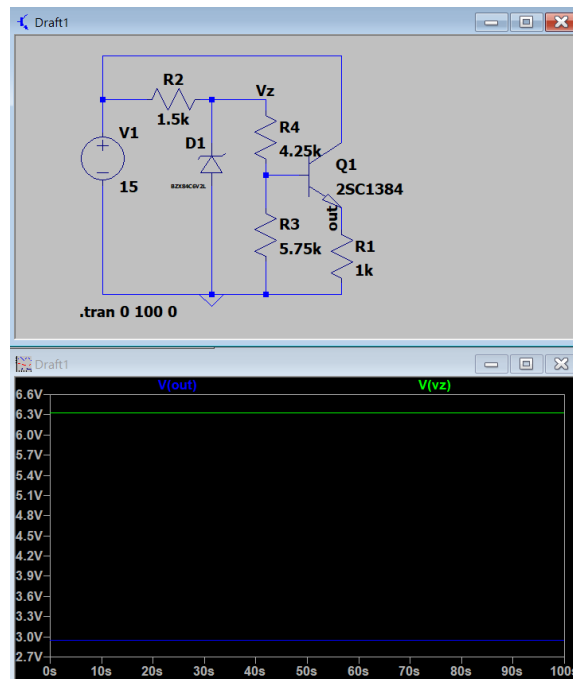 Draft1
R2
1.5k
Vz
V1
15
D1
BZX84C6V2L
R4
4.25k
Q1
2SC1384
R3
5.75k
out
R1
1k
.tran 0 100 0
Draft1
V(out) V(vz)
6.6V
6.3V
6.0V
5.7V
5.4V
5.1V
4.8V
4.5V
4.2V
3.9V
3.6V
3.3V
3.0V
2.7V
0s 10s 20s 30s 40s 50s 60s 70s 80s 90s 100s